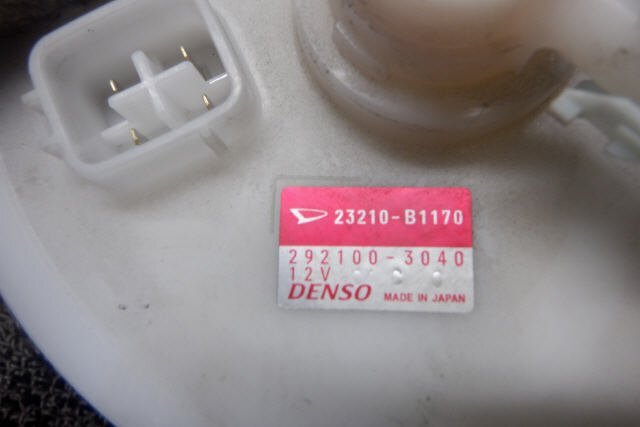 23210-B1170
292100-3040
12V
DENSO MADE IN JAPAN